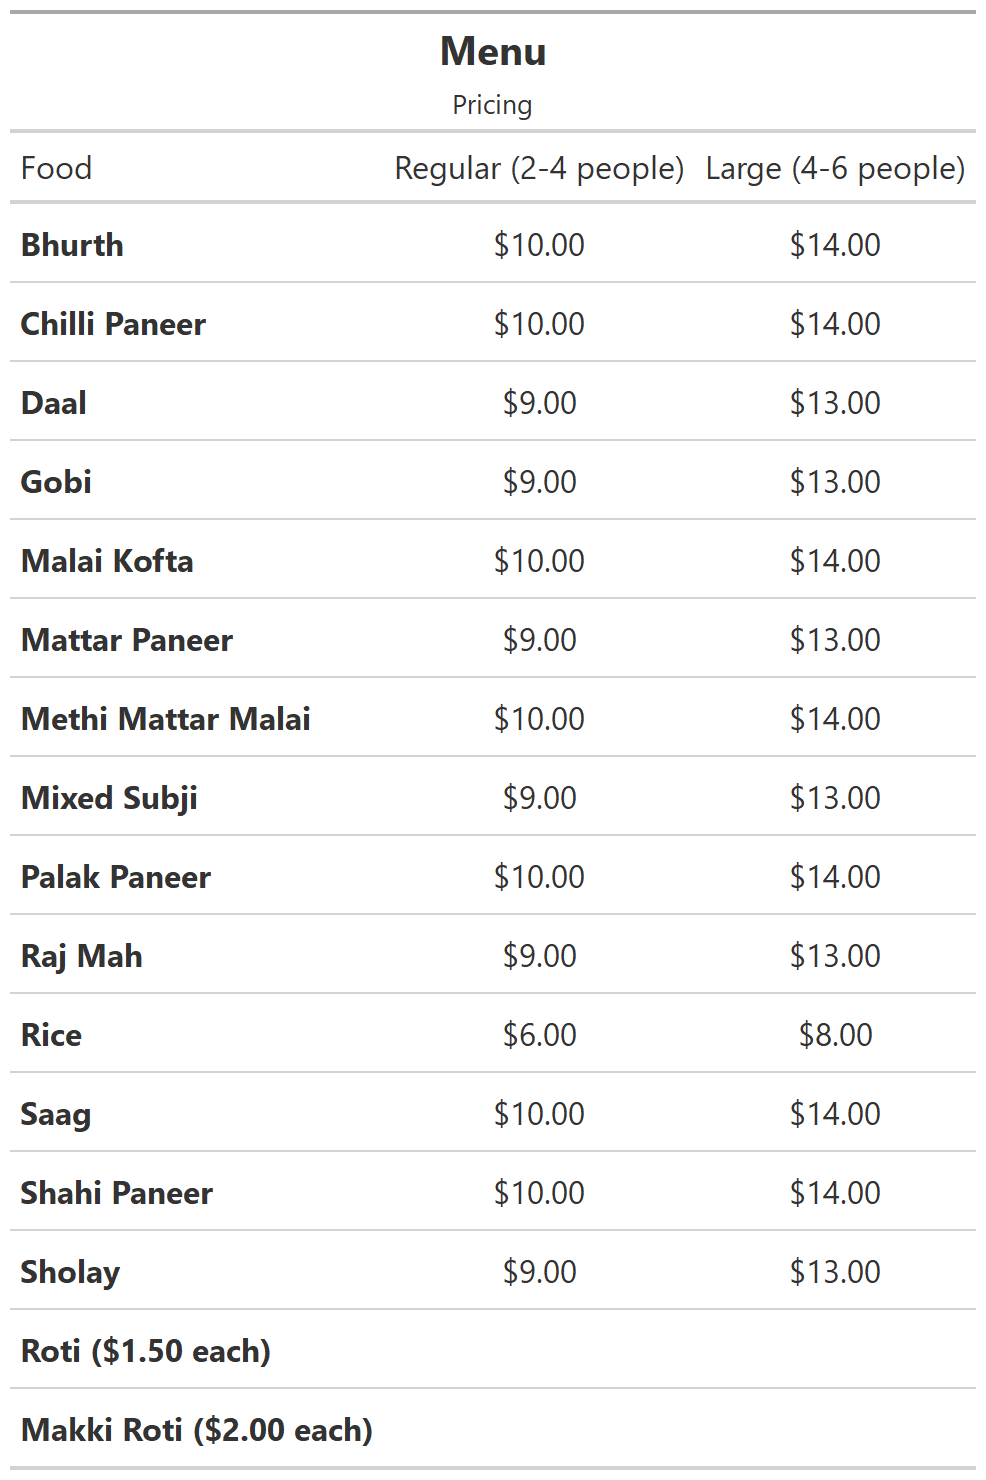 Menu
Pricing
Food Regular (2-4 people) Large (4-6 people)
Bhurth $10.00 $14.00
Chilli Paneer $10.00 $14.00
Daal $9.00 $13.00
Gobi $9.00 $13.00
Malai Kofta $10.00 $14.00
Mattar Paneer $9.00 $13.00
Methi Mattar Malai $10.00 $14.00
Mixed Subji $9.00 $13.00
Palak Paneer $10.00 $14.00
Raj Mah $9.00 $13.00
Rice $6.00 $8.00
Saag $10.00 $14.00
Shahi Paneer $10.00 $14.00
Sholay $9.00 $13.00
Roti ($1.50 each)
Makki Roti ($2.00 each)